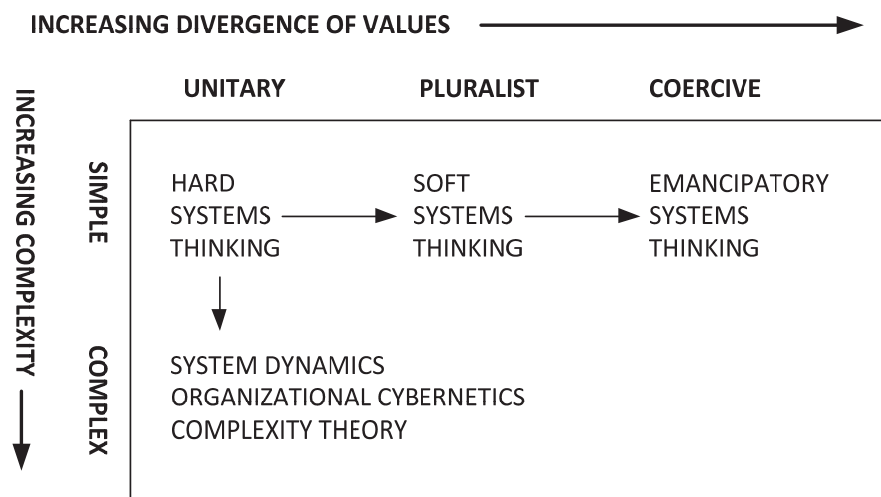 INCREASING DIVERGENCE OF VALUES
UNITARY
PLURALIST
COERCIVE
INCREASING COMPLEXITY
SIMPLE
HARD
SYSTEMS
THINKING
SOFT
SYSTEMS
THINKING
EMANCIPATORY
SYSTEMS
THINKING
COMPLEX
SYSTEM DYNAMICS
ORGANIZATIONAL CYBERNETICS
COMPLEXITY THEORY